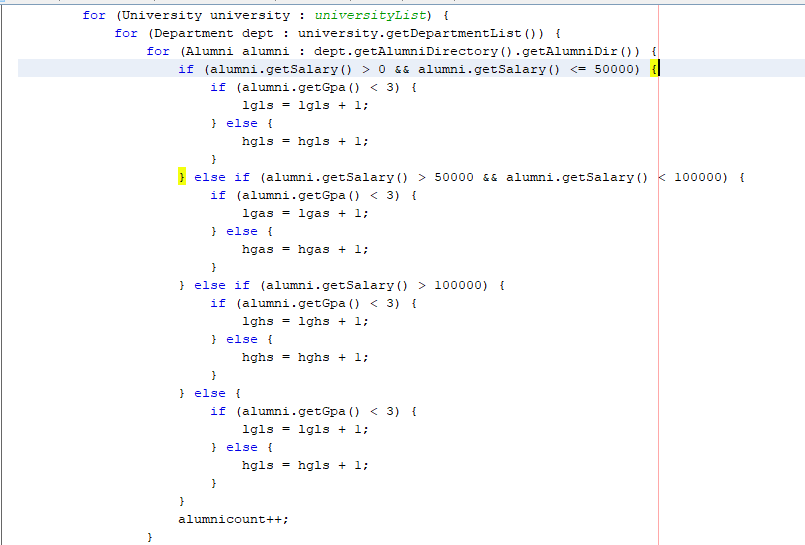 for (University university : universityList) {
for (Department dept : university.getDepartmentList()) {
for (Alumni alumni : dept.getAlumniDirectory().getAlumniDir()) {
if (alumni.getSalary() > 0 && alumni.getSalary() <= 50000) {
if (alumni.getGpa() < 3) {
lgls = lgls + 1;
} else {
hgls = hgls + 1;
}
} else if (alumni.getSalary() > 50000 && alumni.getSalary() < 100000) {
if (alumni.getGpa() < 3) {
lgas = lgas + 1;
} else {
hgas = hgas + 1;
}
} else if (alumni.getSalary() > 100000) {
if (alumni.getGpa() < 3) {
lghs = lghs + 1;
} else {
hghs = hghs + 1;
}
} else {
if (alumni.getGpa() < 3) {
lgls = lgls + 1;
} else {
hgls = hgls + 1;
}
}
alumnicount++;
}